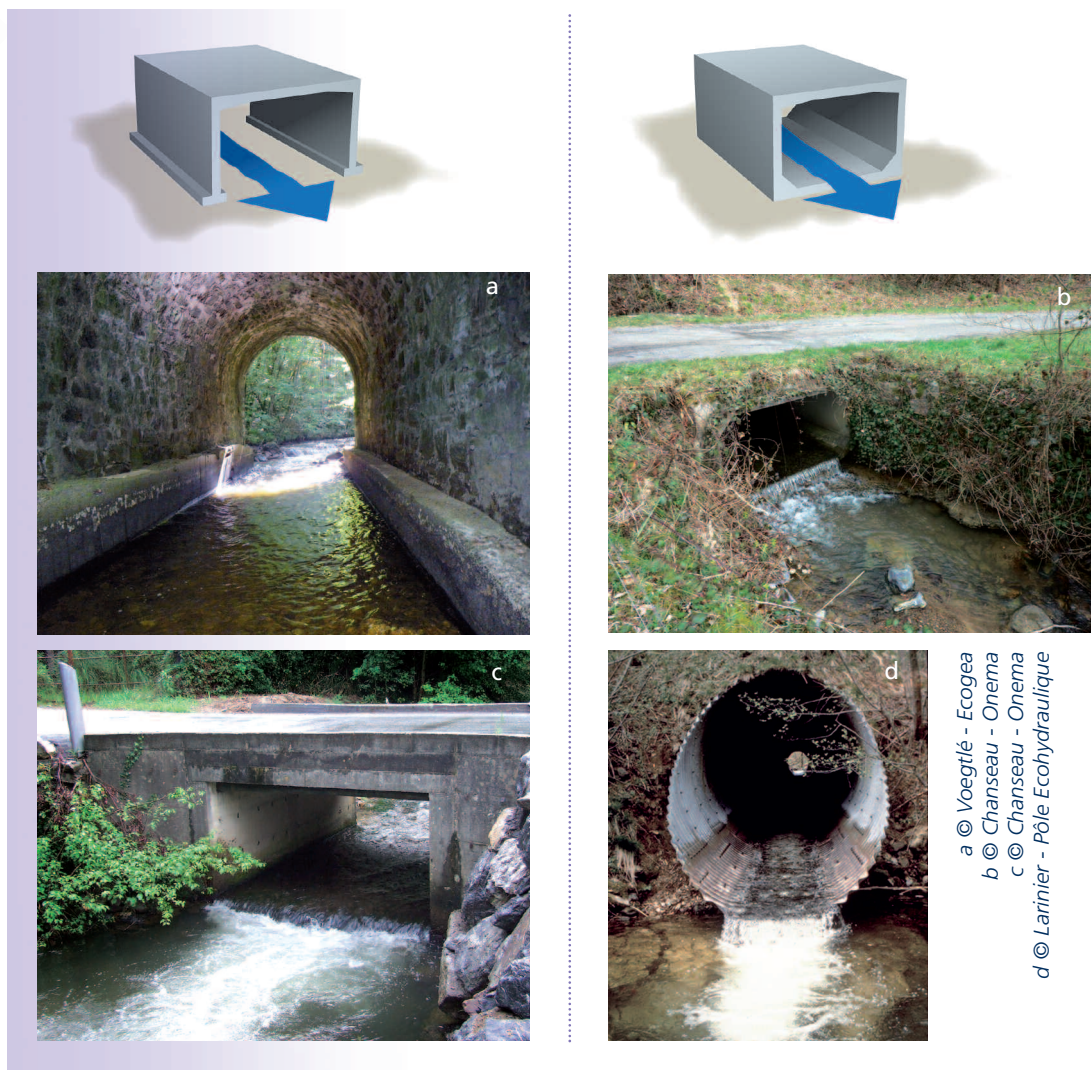 a
b
c
d
a © Voegtlé - Ecogea
b © Chanseau - Onema
c © Chanseau - Onema
d © Larinier - Pôle Ecohydraulique